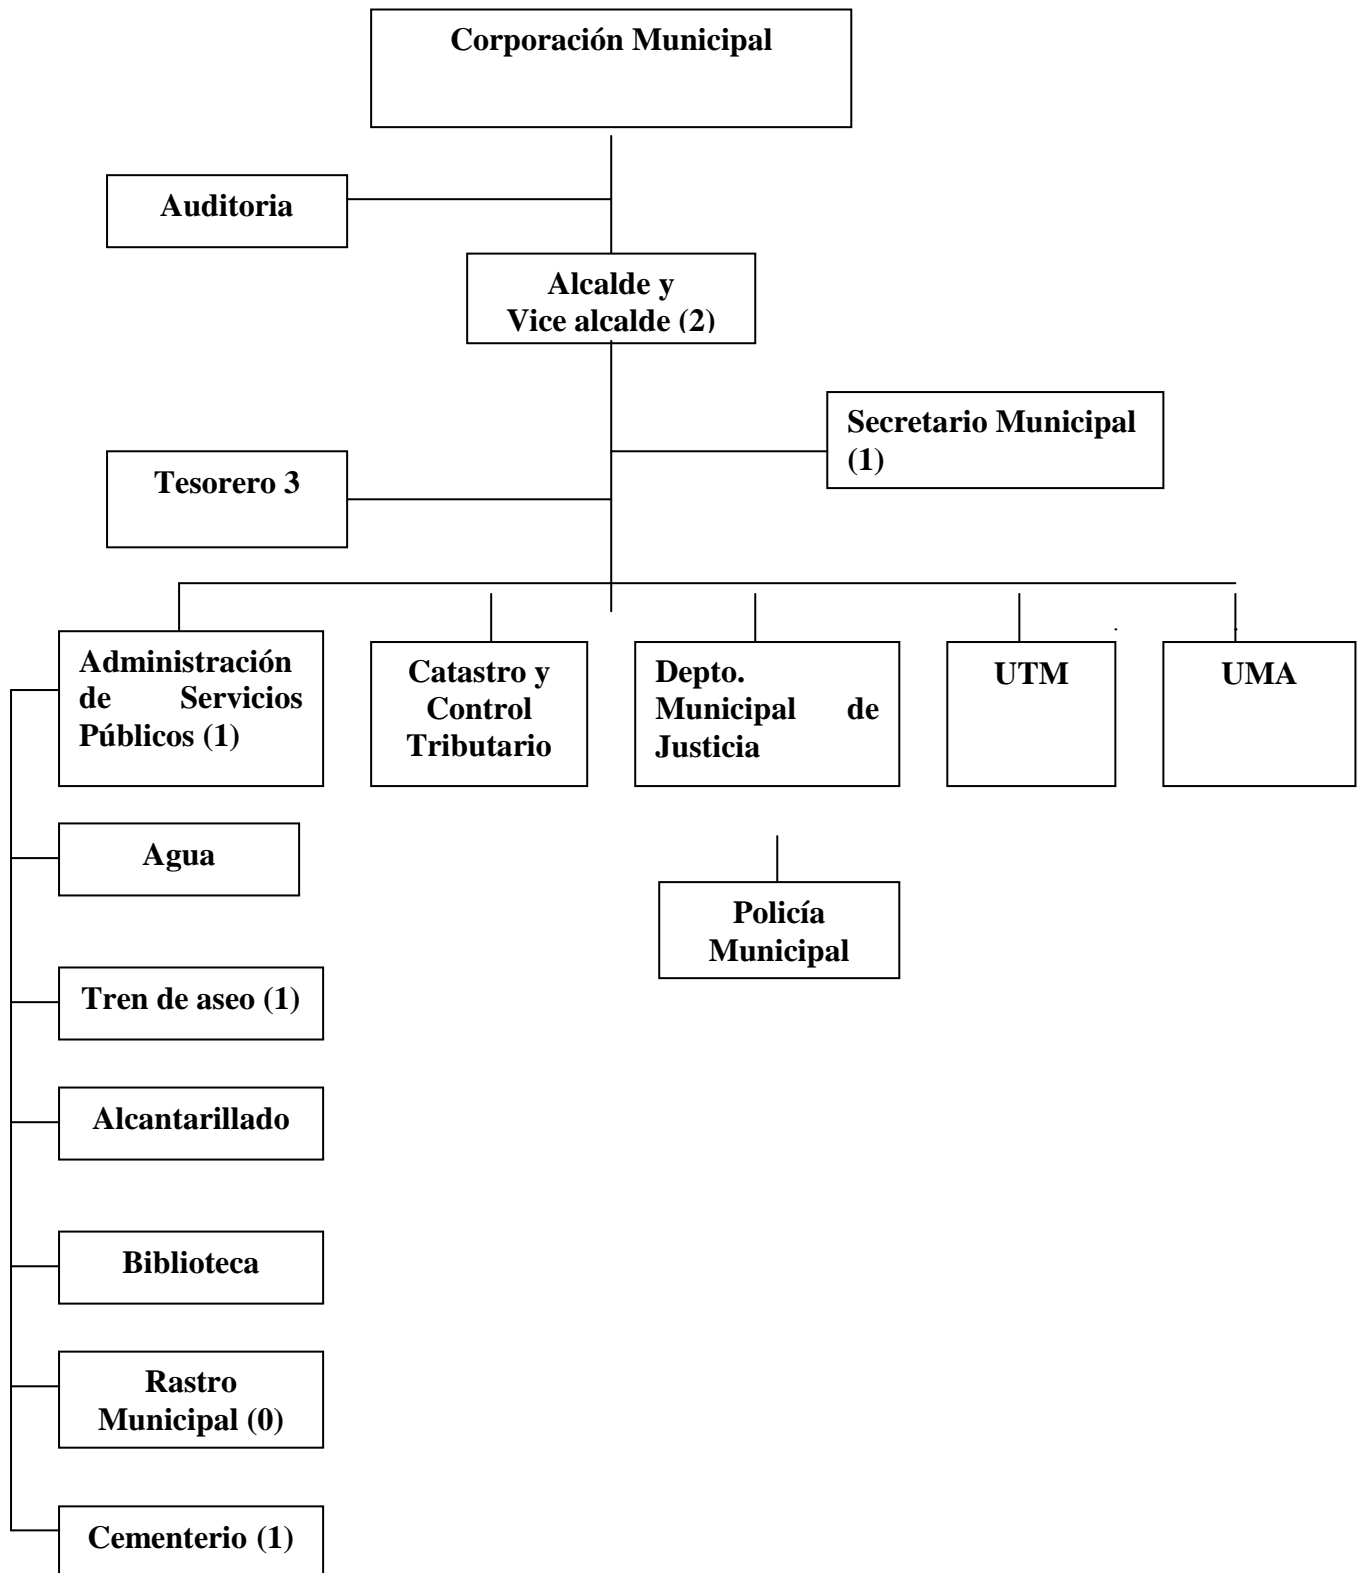 Corporación Municipal
Auditoria
Alcalde y
Vice alcalde (2)
Secretario Municipal
(1)
Tesorero 3
Administración
de Servicios
Públicos (1)
Catastro y
Control
Tributario
Depto.
Municipal de
Justicia
UTM
UMA
Agua
Policía
Municipal
Tren de aseo (1)
Alcantarillado
Biblioteca
Rastro
Municipal (0)
Cementerio (1)